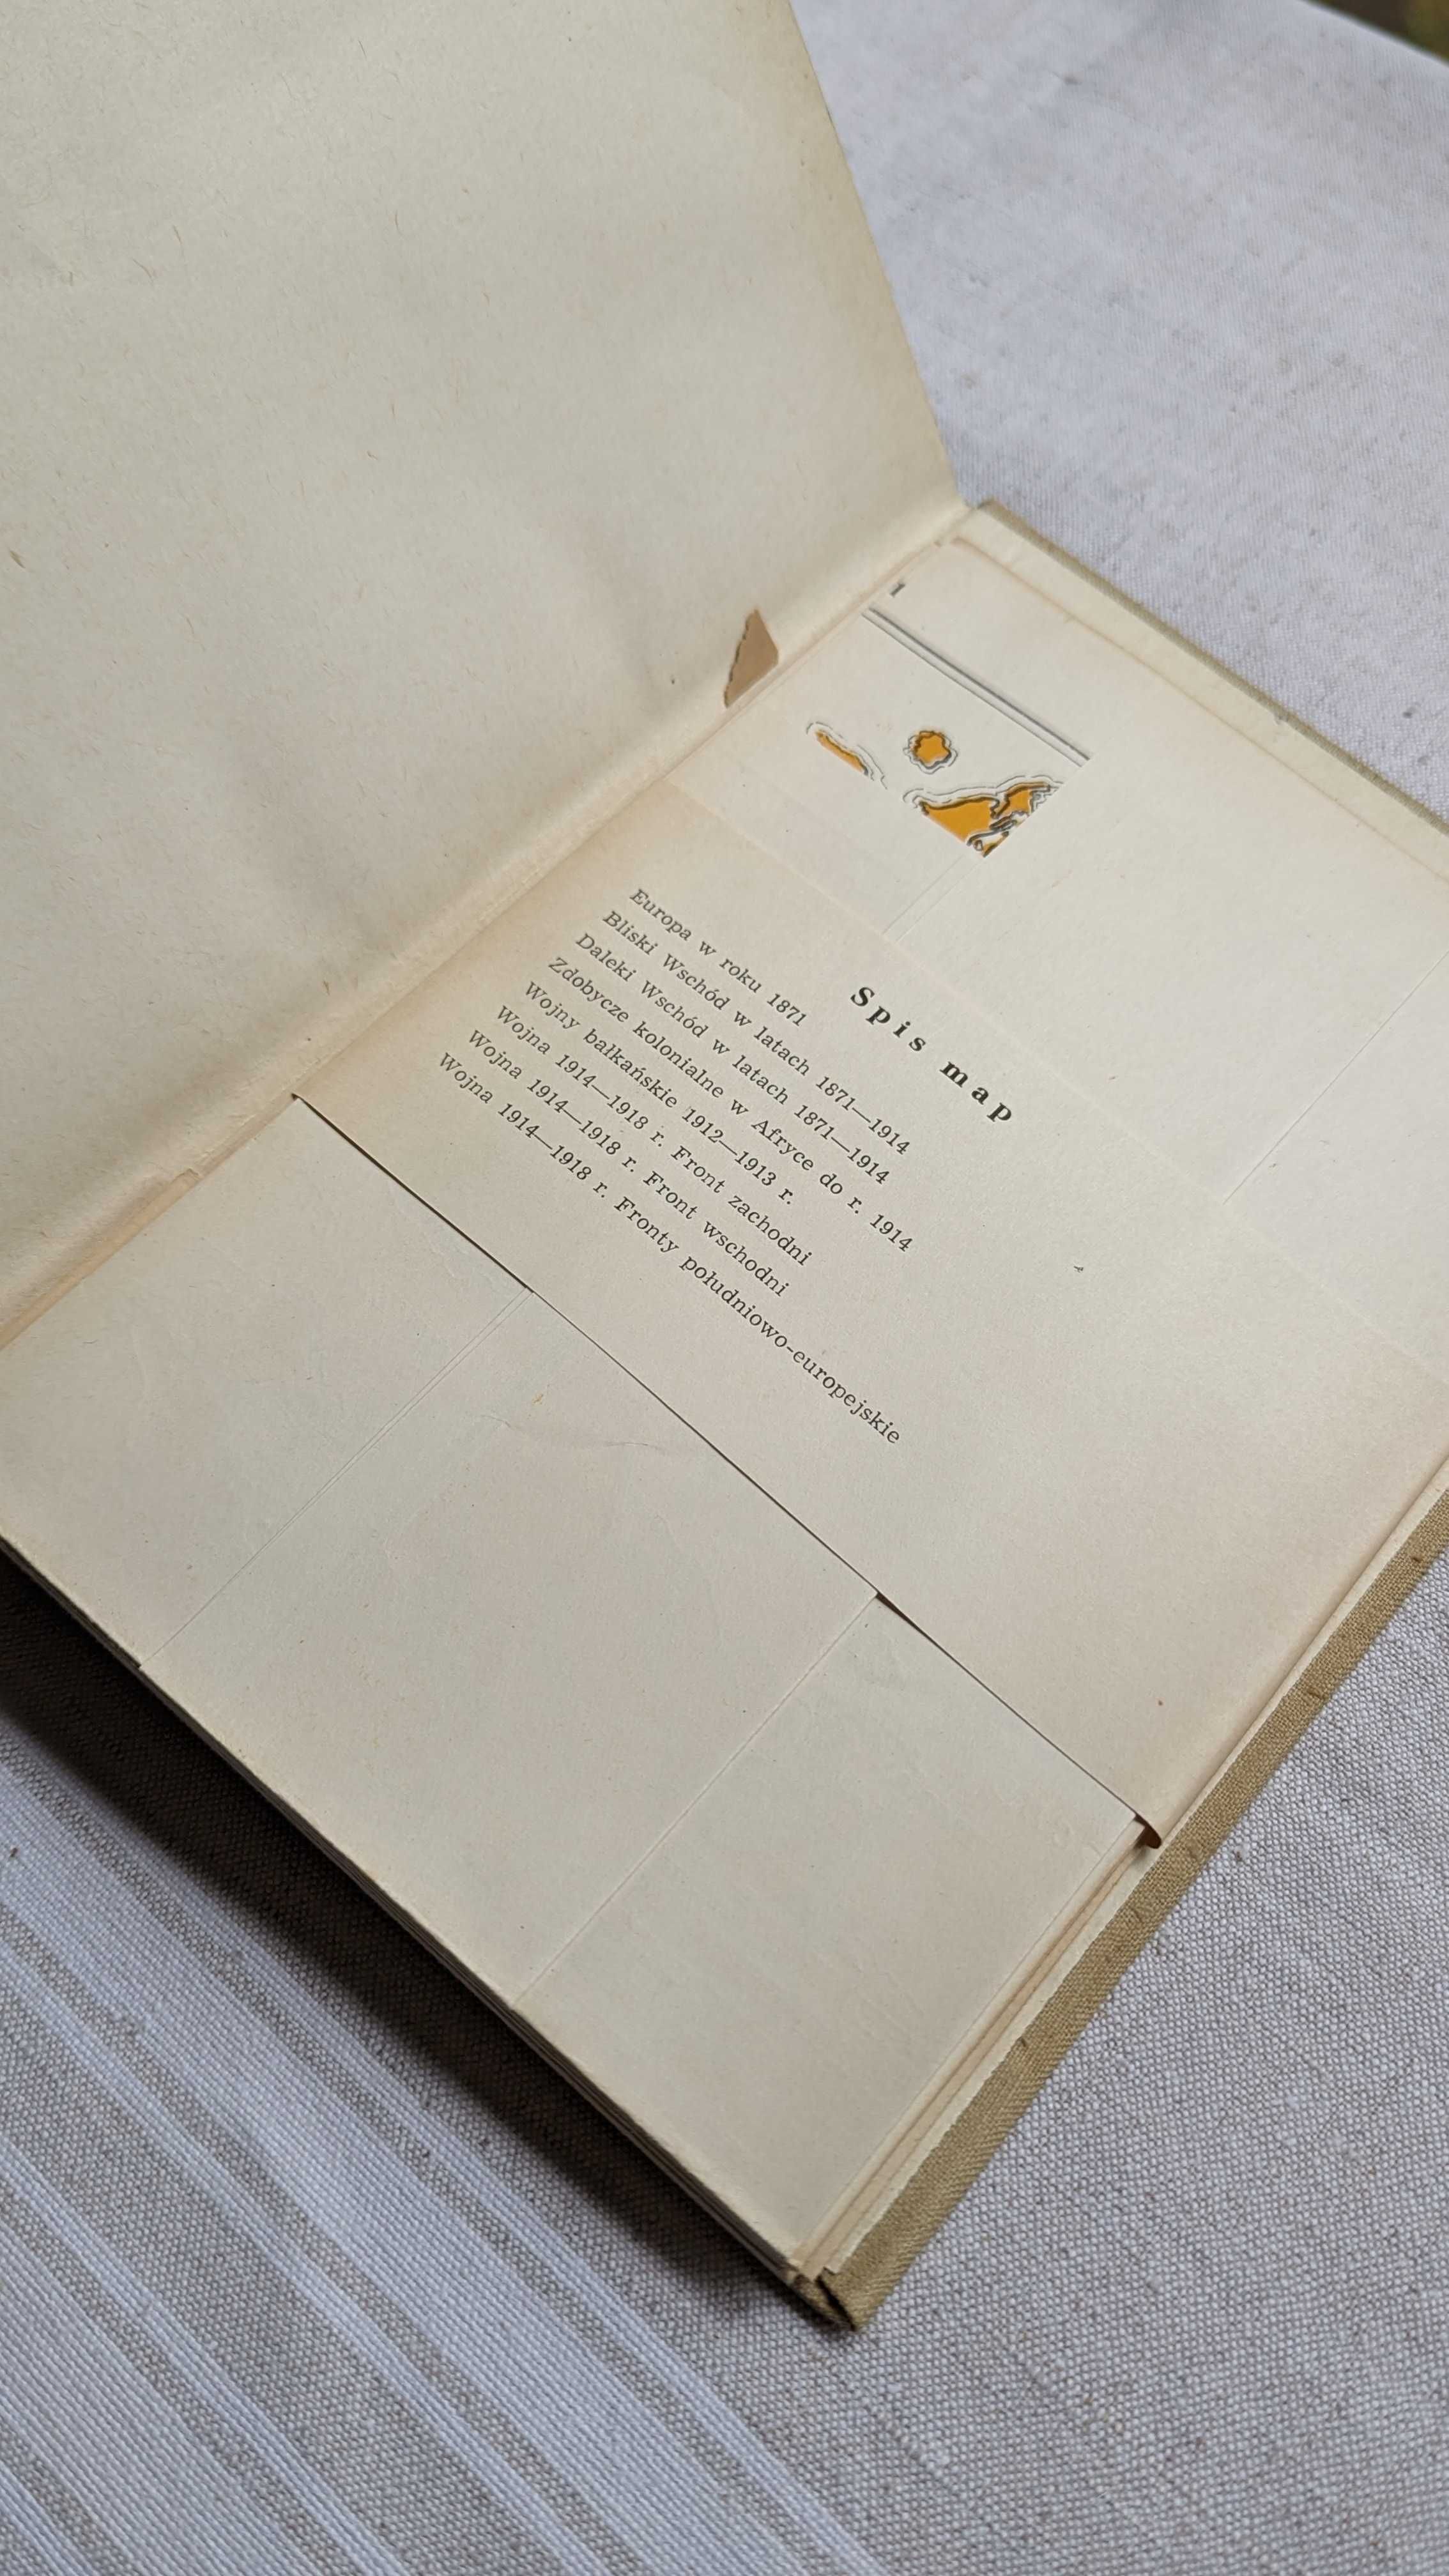 1
Spis map
Europa w roku 1871
Bliski Wschód w latach 1871—1914
Daleki Wschód w latach 1871—1914
Zdobycze kolonialne w Afryce do r. 1914
Wojny bałkańskie 1912—1913 r.
Wojna 1914—1918 r. Front zachodni
Wojna 1914—1918 r. Front wschodni
Wojna 1914—1918 r. Fronty południowo-europejskie